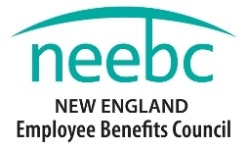 neebc
NEW ENGLAND
Employee Benefits Council